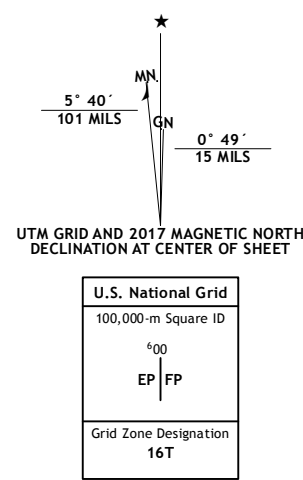 ★
MN.
5° 40´
101 MILS
GN
0° 49´
15 MILS
UTM GRID AND 2017 MAGNETIC NORTH
DECLINATION AT CENTER OF SHEET
U.S. National Grid
100,000-m Square ID
⁶00
EP FP
Grid Zone Designation
16T